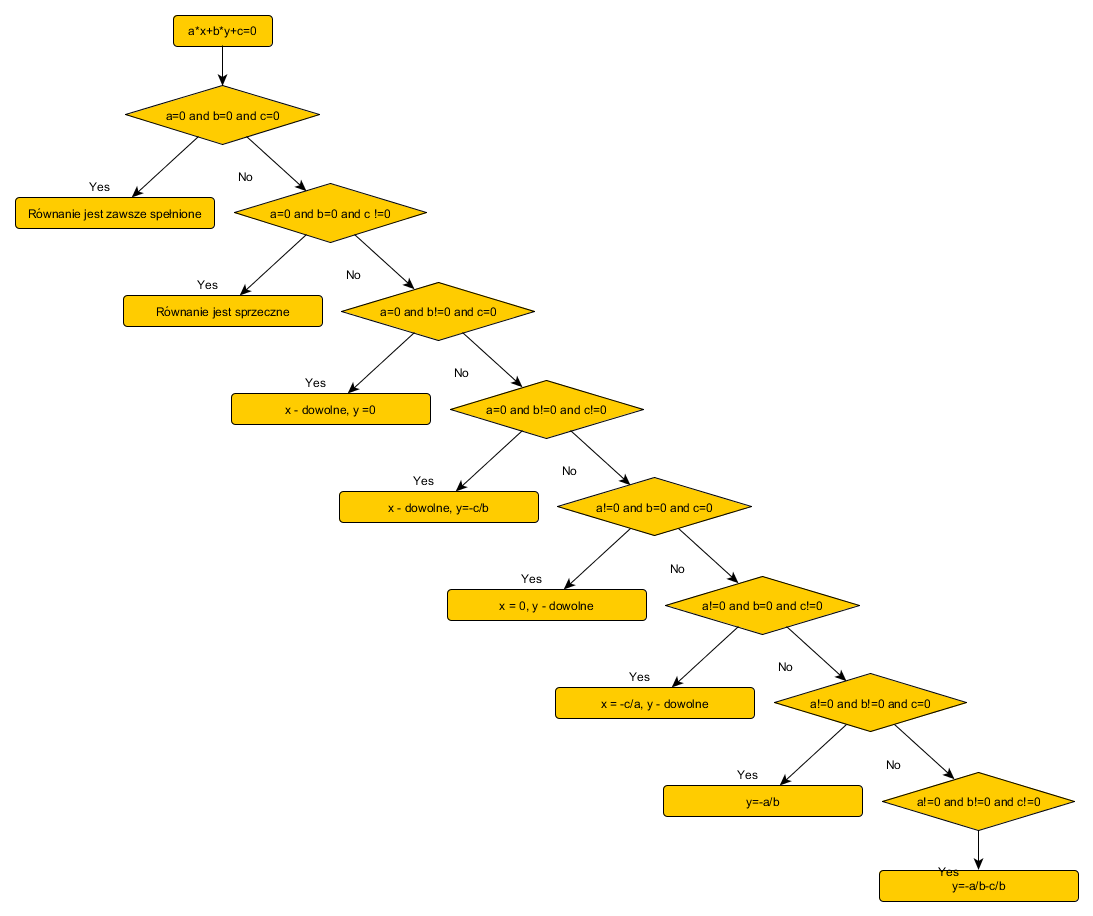 a*x+b*y+c=0
a=0 and b=0 and c=0
Yes
No
Równanie jest zawsze spełnione
a=0 and b=0 and c !=0
Yes
No
Równanie jest sprzeczne
a=0 and b!=0 and c=0
Yes
No
x - dowolne, y =0
a=0 and b!=0 and c!=0
Yes
No
x - dowolne, y=-c/b
a!=0 and b=0 and c=0
Yes
No
x = 0, y - dowolne
a!=0 and b=0 and c!=0
Yes
No
x = -c/a, y - dowolne
a!=0 and b!=0 and c=0
Yes
No
y=-a/b
a!=0 and b!=0 and c!=0
Yes
y=-a/b-c/b